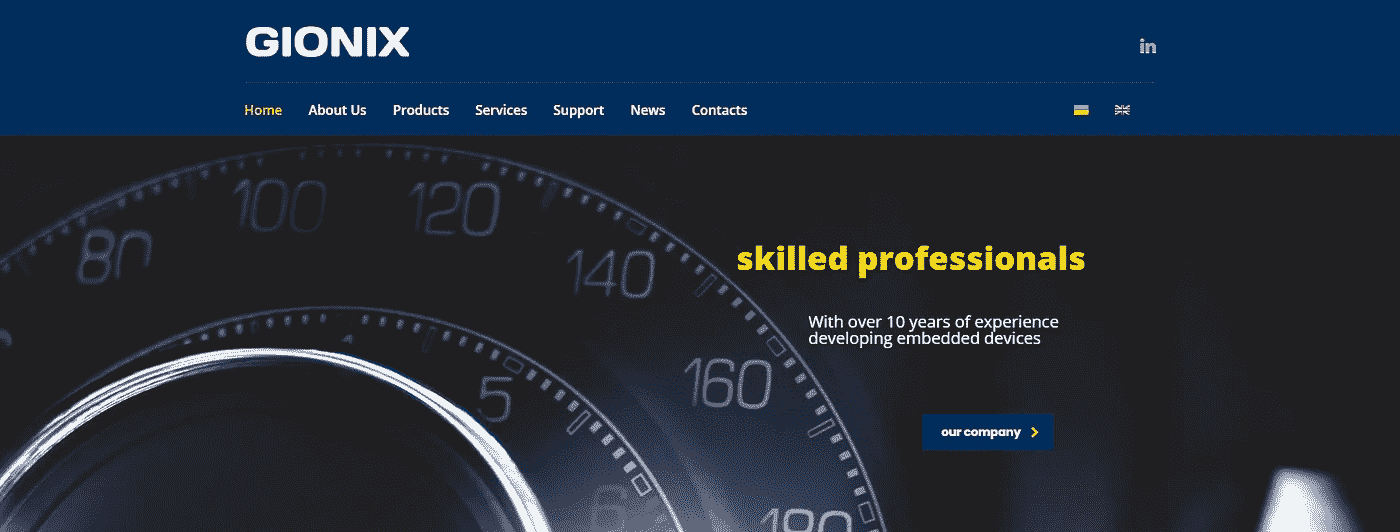 GIONIX
in
Home About Us Products Services Support News Contacts
100
120
80
140
skilled professionals
With over 10 years of experience
developing embedded devices
160
5
our company
6
180